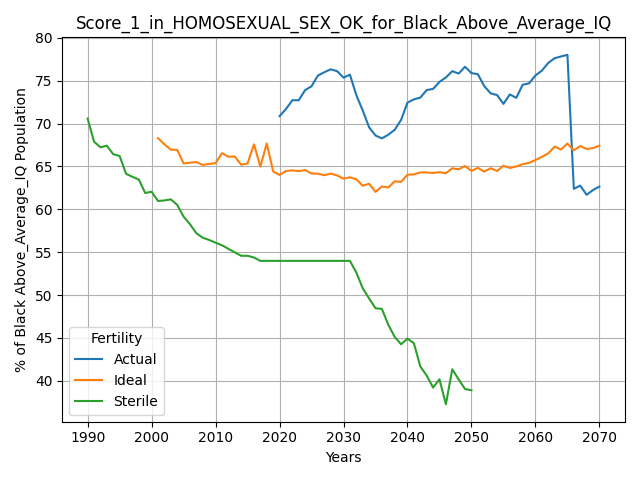 Score_1_in_HOMOSEXUAL_SEX_OK_for_Black_Above_Average_IQ
% of Black Above_Average_IQ Population
80
75
70
65
60
55
50
45
40
Fertility
Actual
Ideal
Sterile
1990 2000 2010 2020 2030 2040 2050 2060 2070
Years